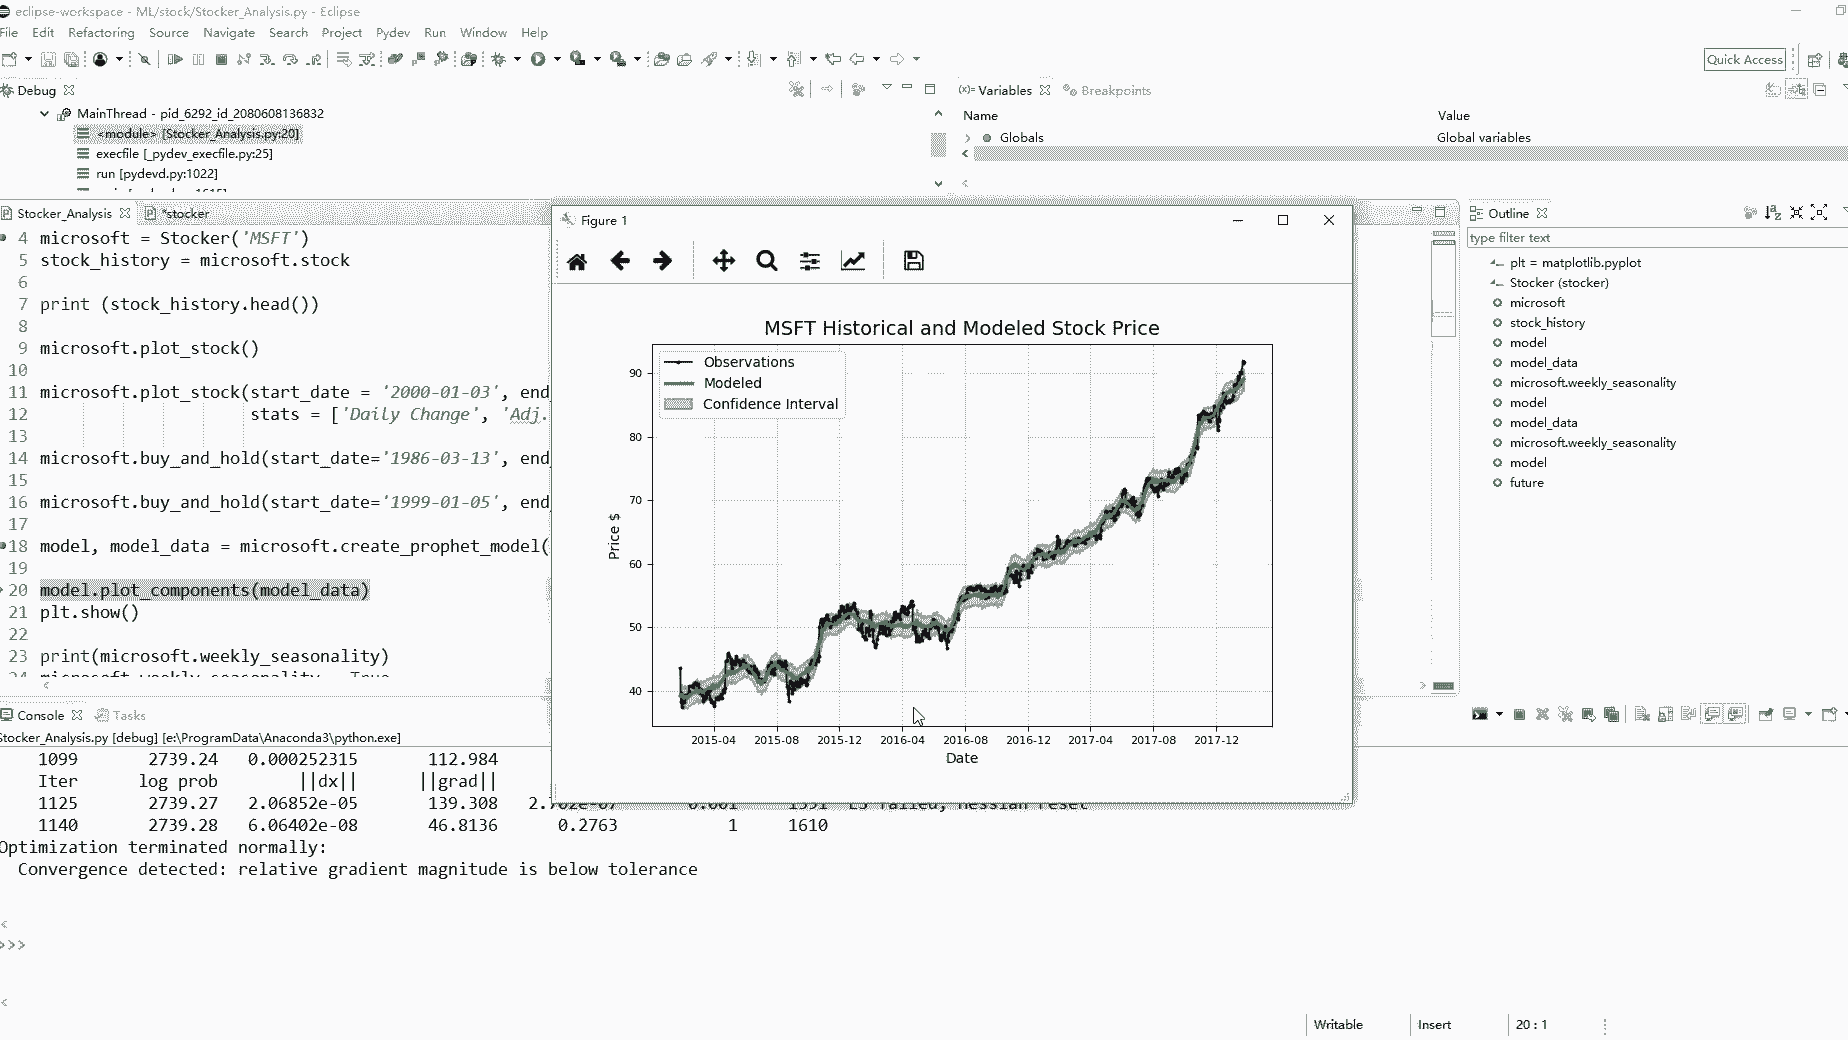 eclipse-workspace - ML/stock/Stocker_Analysis.py - Eclipse
File Edit Refactoring Source Navigate Search Project Pydev Run Window Help
Quick Access
Debug
(x)= Variables Breakpoints
MainThread - pid_6292_id_2080608136832
<module> [Stocker_Analysis.py:20]
execfile [_pydev_execfile.py:25]
run [pydevd.py:1022]
Name Value
Globals Global variables
Stocker_Analysis *stocker
4 microsoft = Stocker('MSFT')
5 stock_history = microsoft.stock
6
7 print (stock_history.head())
8
9 microsoft.plot_stock()
10
11 microsoft.plot_stock(start_date = '2000-01-03', end_
12 stats = ['Daily Change', 'Adj.
13
14 microsoft.buy_and_hold(start_date='1986-03-13', end_
15
16 microsoft.buy_and_hold(start_date='1999-01-05', end_
17
18 model, model_data = microsoft.create_prophet_model(
19
20 model.plot_components(model_data)
21 plt.show()
22
23 print(microsoft.weekly_seasonality)
24 microsoft.weekly_seasonality = True
Figure 1
MSFT Historical and Modeled Stock Price
Observations
Modeled
Confidence Interval
Price $
90
80
70
60
50
40
2015-04 2015-08 2015-12 2016-04 2016-08 2016-12 2017-04 2017-08 2017-12
Date
Outline
type filter text
plt = matplotlib.pyplot
Stocker (stocker)
microsoft
stock_history
model
model_data
microsoft.weekly_seasonality
model
model_data
microsoft.weekly_seasonality
model
future
Console Tasks
Stocker_Analysis.py [debug] [e:\ProgramData\Anaconda3\python.exe]
1099 2739.24 0.000252315 112.984
Iter log prob ||dx|| ||grad||
1125 2739.27 2.06852e-05 139.308
1140 2739.28 6.06402e-08 46.8136 0.2763 1 1610
Optimization terminated normally:
Convergence detected: relative gradient magnitude is below tolerance
>>>
Writable Insert 20 : 1